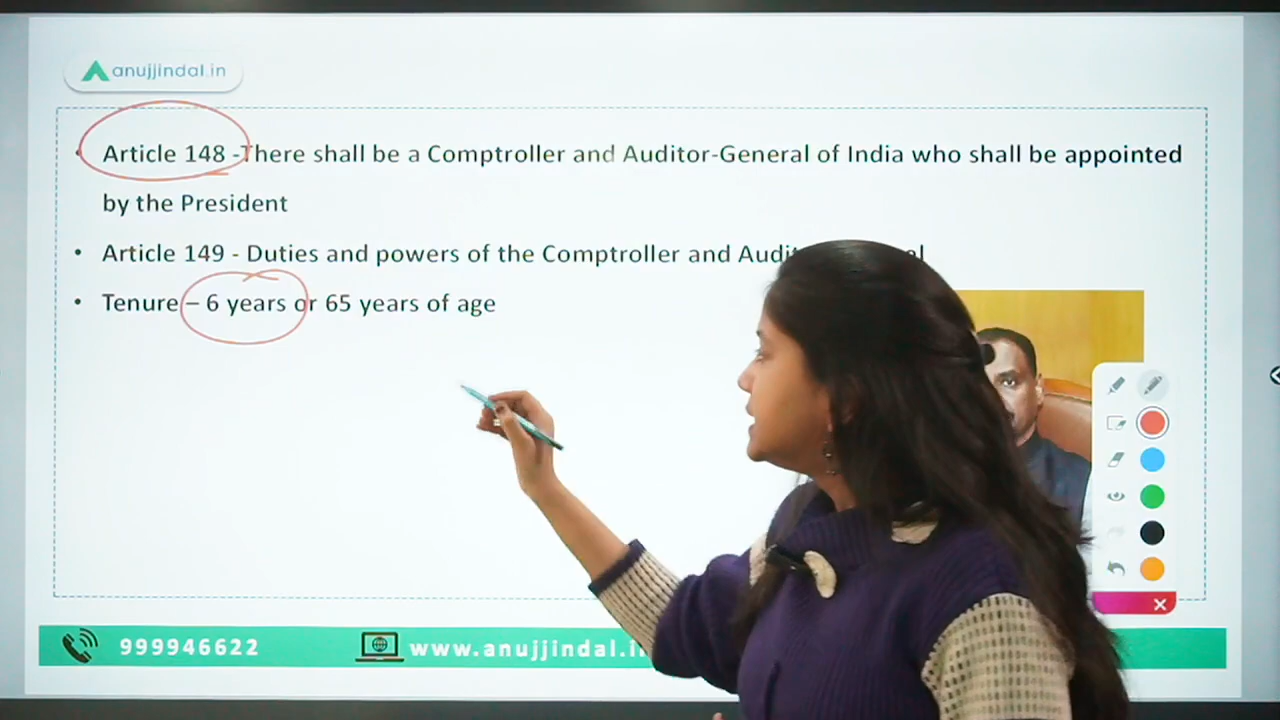 anujjindal.in
• Article 148 -There shall be a Comptroller and Auditor-General of India who shall be appointed
by the President
• Article 149 - Duties and powers of the Comptroller and
• Tenure – 6 years or 65 years of age
999946622
www.anujjindal.in